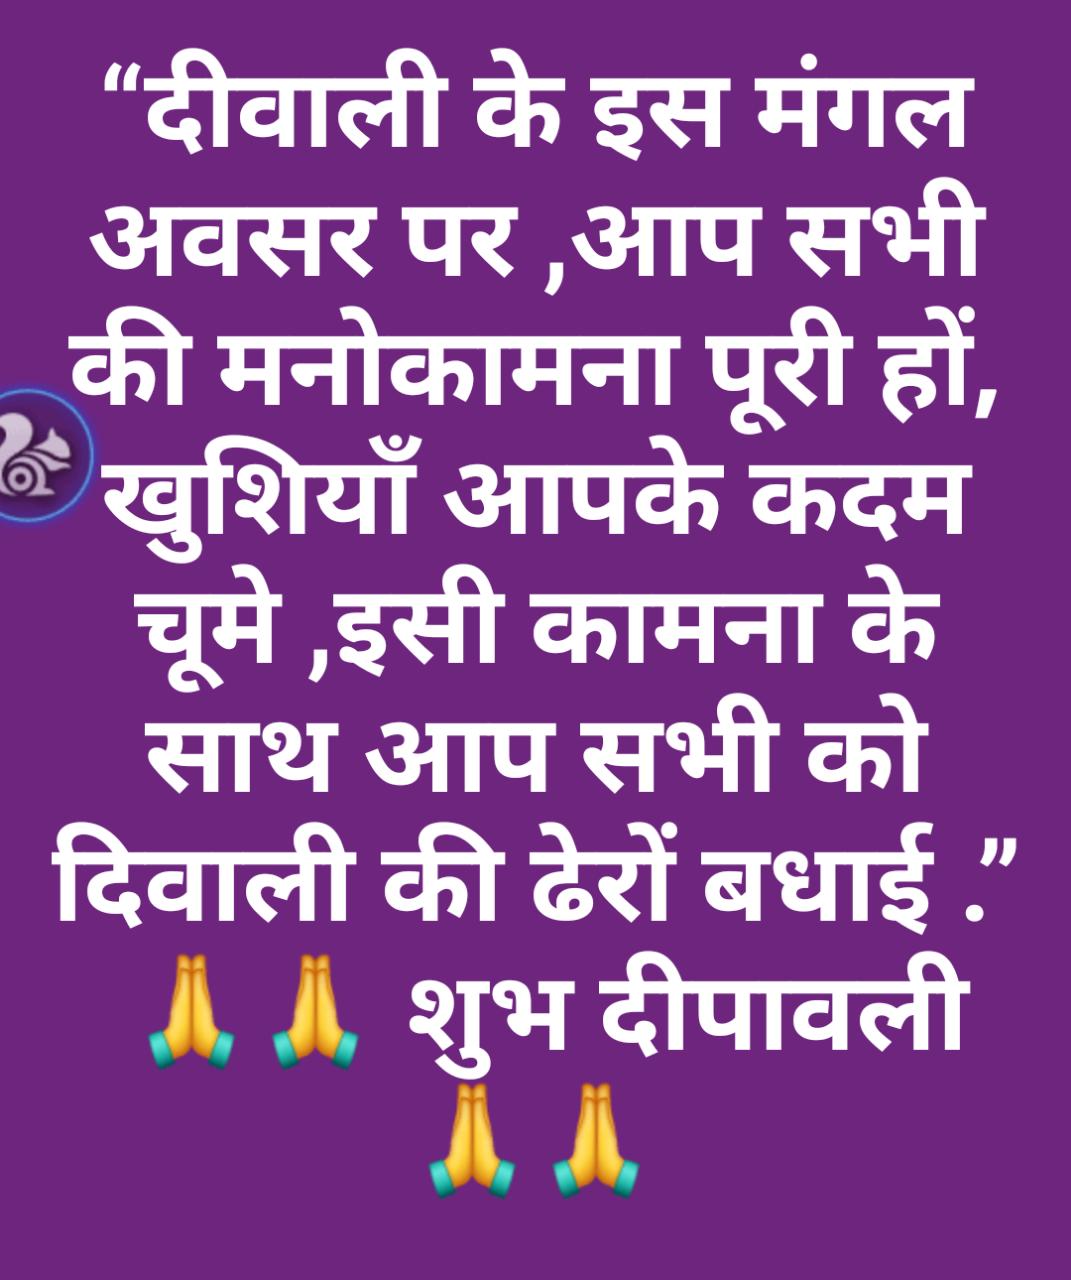 “दीवाली के इस मंगल
अवसर पर ,आप सभी
की मनोकामना पूरी हों,
खुशियाँ आपके कदम
चूमे ,इसी कामना के
साथ आप सभी को
दिवाली की ढेरों बधाई .”
🙏 🙏 शुभ दीपावली
🙏 🙏